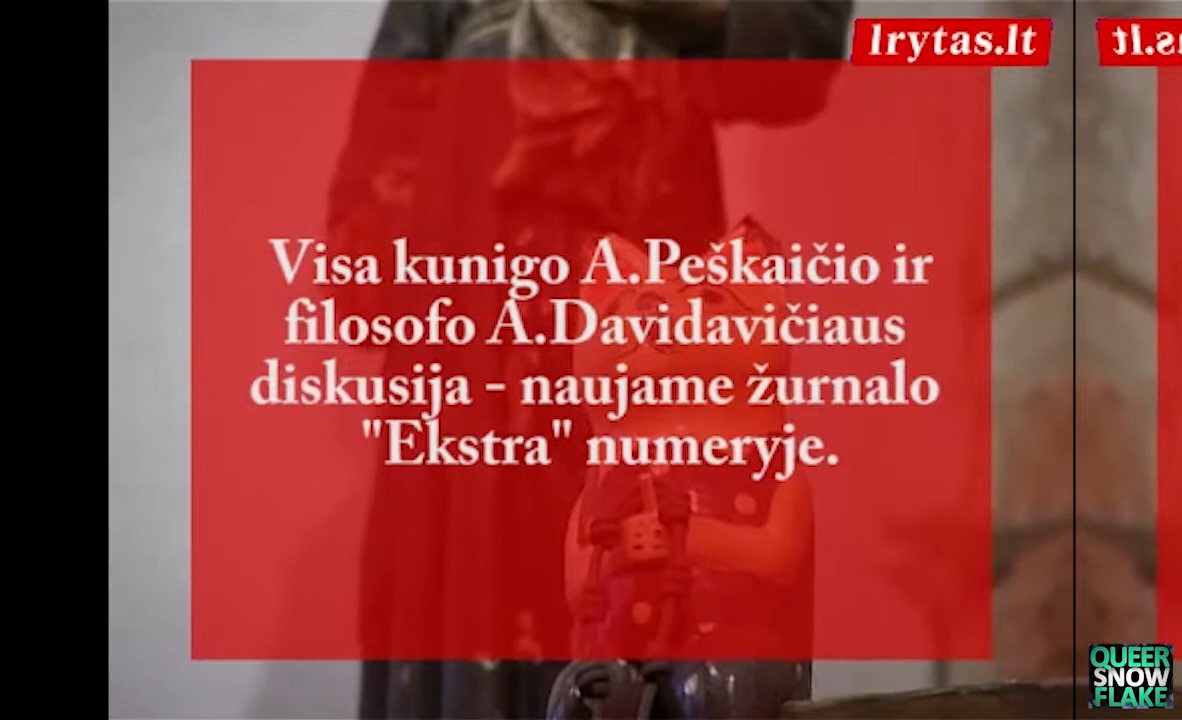 lrytas.lt
Visa kunigo A.Peškaičio ir
filosofo A.Davidavičiaus
diskusija - naujame žurnalo
"Ekstra" numeryje.
QUEER
SNOW
FLAKE